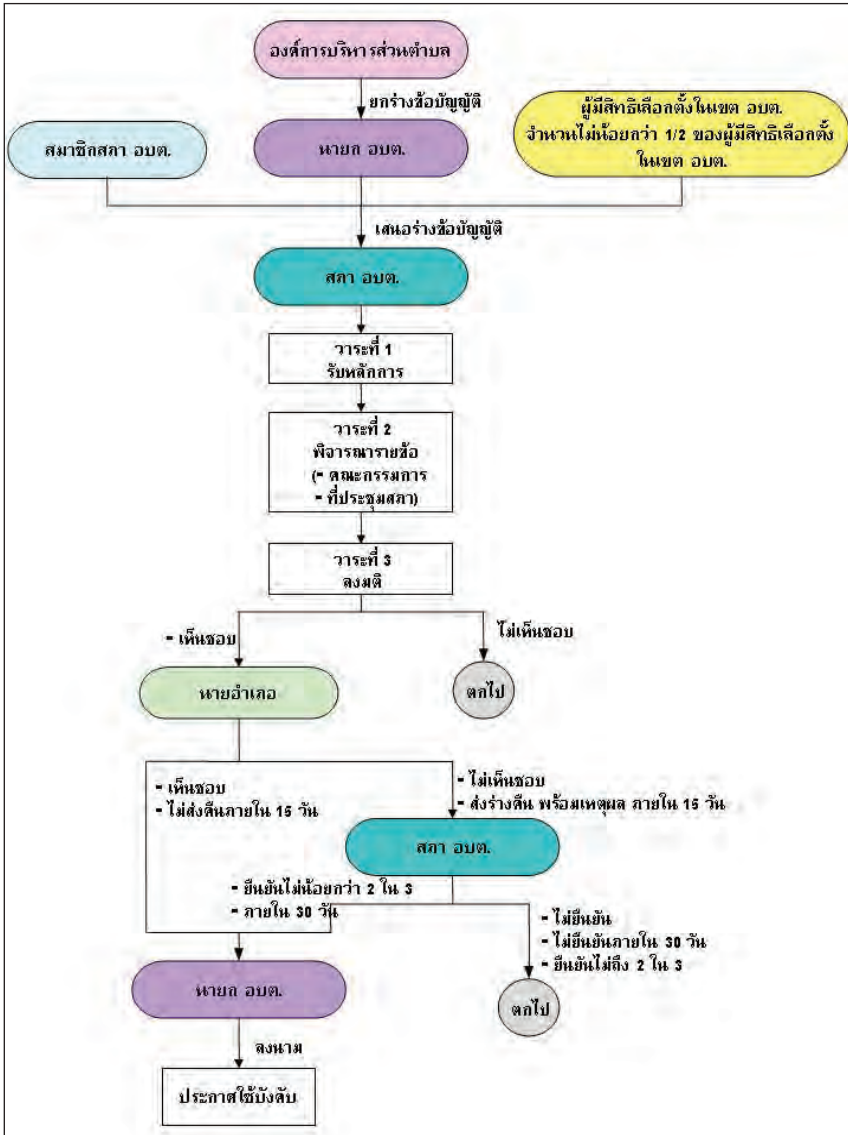 องค์การบริหารส่วนตำบล
ยกร่างข้อบัญญัติ
สมาชิกสภา อบต.
นายก อบต.
ผู้มีสิทธิเลือกตั้งในเขต อบต.
จำนวนไม่น้อยกว่า 1/2 ของผู้มีสิทธิเลือกตั้ง
ในเขต อบต.
เสนอร่างข้อบัญญัติ
สภา อบต.
วาระที่ 1
รับหลักการ
วาระที่ 2
พิจารณารายข้อ
(- คณะกรรมการ
- ที่ประชุมสภา)
วาระที่ 3
ลงมติ
- เห็นชอบ
ไม่เห็นชอบ
นายอำเภอ
ตกไป
- เห็นชอบ
- ไม่ส่งคืนภายใน 15 วัน
- ไม่เห็นชอบ
- ส่งร่างคืน พร้อมเหตุผล ภายใน 15 วัน
สภา อบต.
- ยืนยันไม่น้อยกว่า 2 ใน 3
- ภายใน 30 วัน
- ไม่ยืนยัน
- ไม่ยืนยันภายใน 30 วัน
- ยืนยันไม่ถึง 2 ใน 3
นายก อบต.
ตกไป
ลงนาม
ประกาศใช้บังคับ